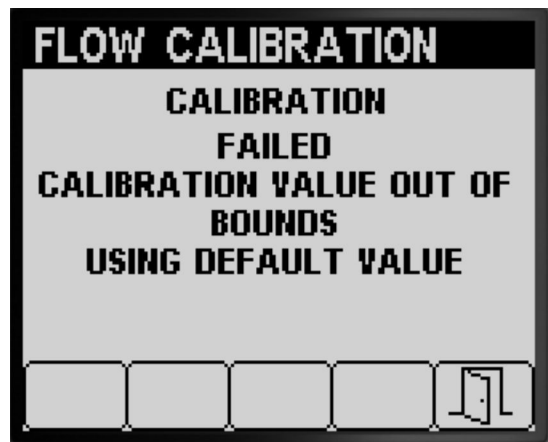 FLOW CALIBRATION
CALIBRATION
FAILED
CALIBRATION VALUE OUT OF
BOUNDS
USING DEFAULT VALUE